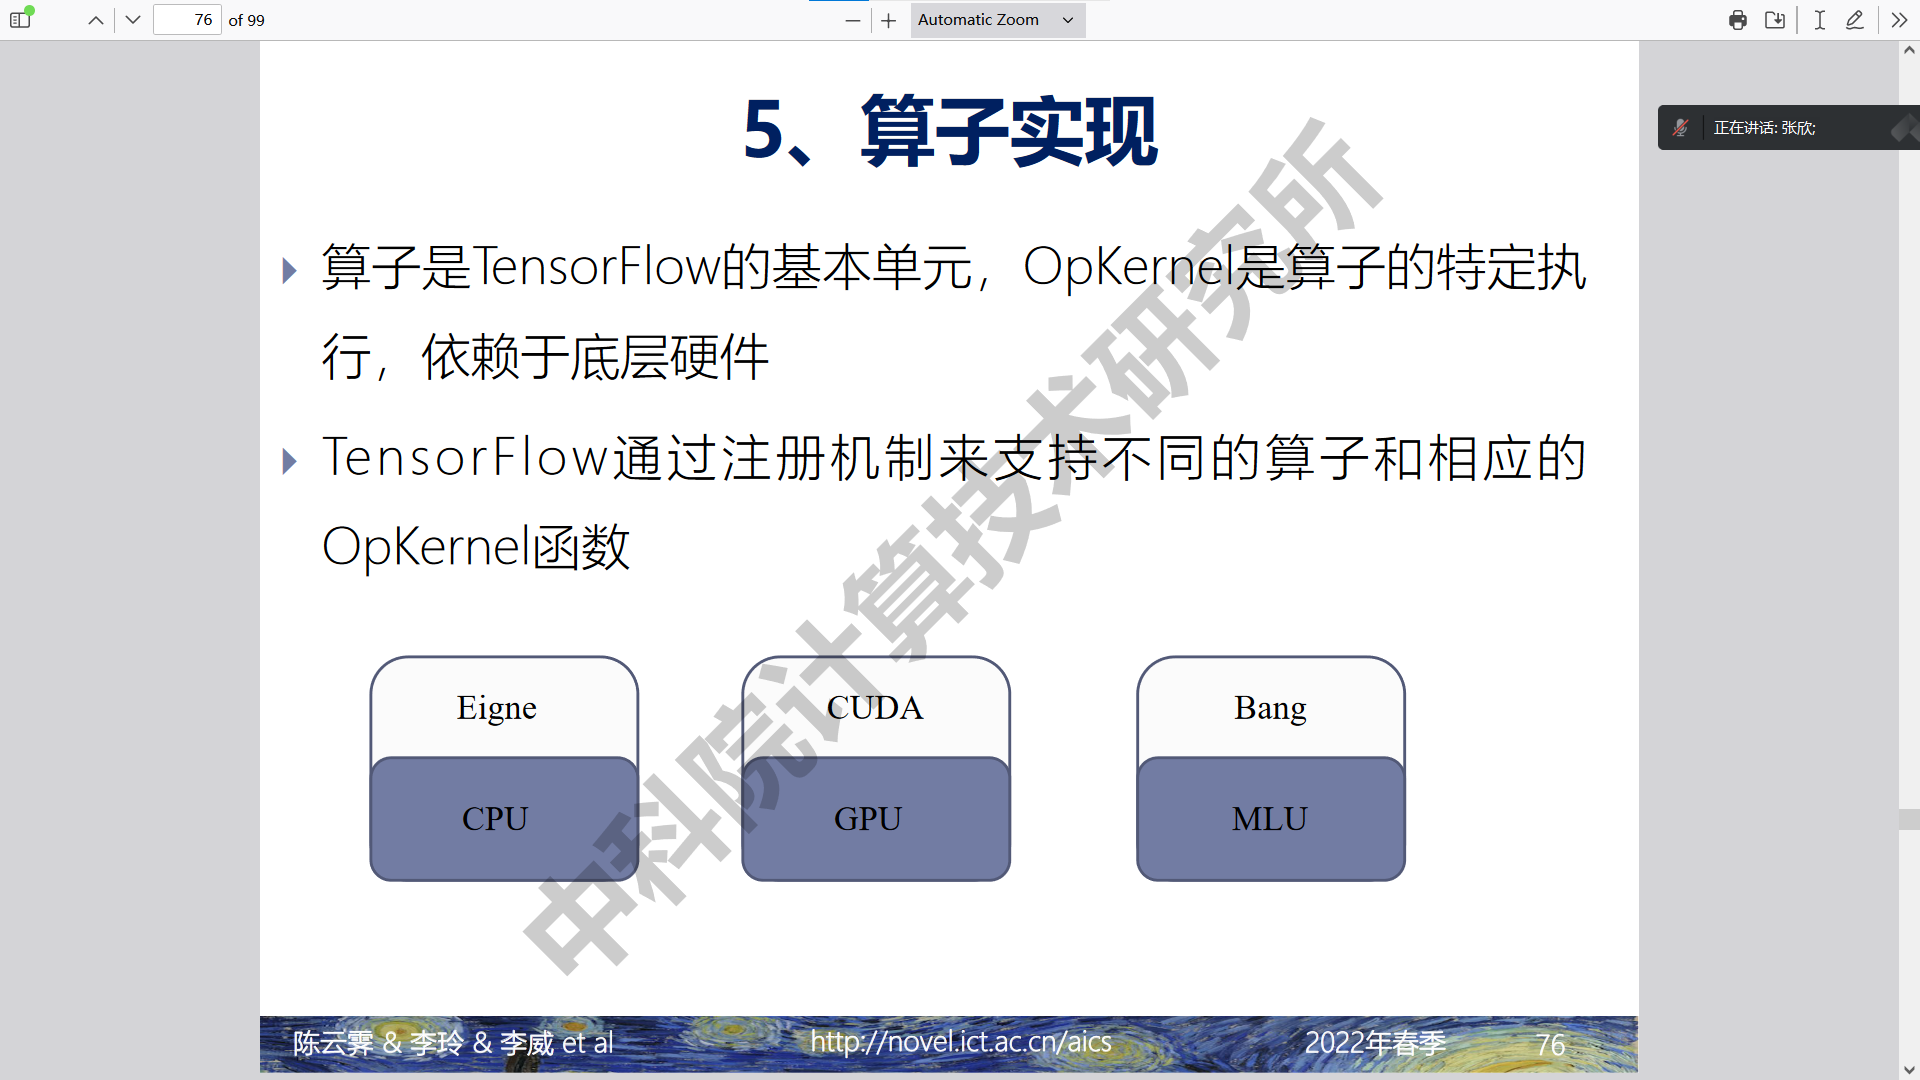 76 of 99
Automatic Zoom
正在讲话: 张欣;
5、算子实现
算子是TensorFlow的基本单元，OpKernel是算子的特定执
行，依赖于底层硬件
TensorFlow通过注册机制来支持不同的算子和相应的
OpKernel函数
Eigne
CUDA
Bang
CPU
GPU
MLU
中科院计算技术研究所
陈云霁 & 李玲 & 李威 et al
http://novel.ict.ac.cn/aics
2022年春季
76